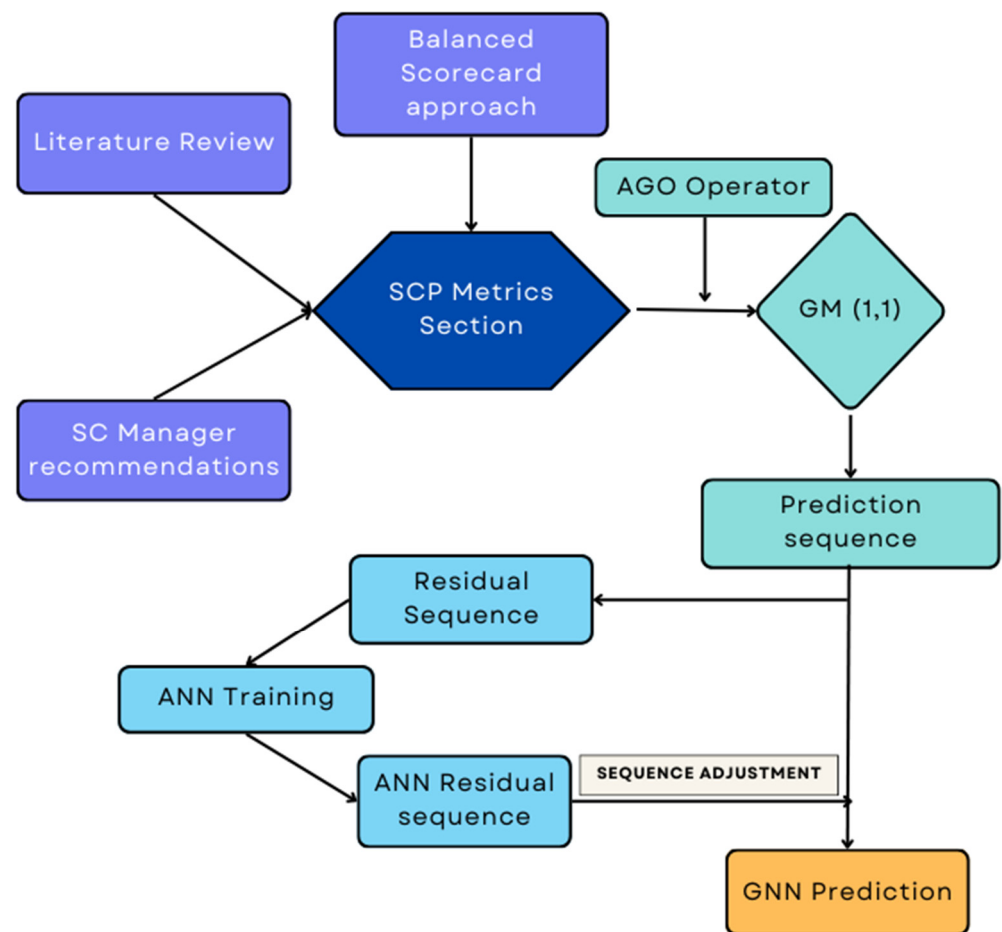 Balanced
Scorecard
approach
Literature Review
AGO Operator
SCP Metrics
Section
GM (1,1)
SC Manager
recommendations
Prediction
sequence
Residual
Sequence
ANN Training
ANN Residual
sequence
SEQUENCE ADJUSTMENT
GNN Prediction